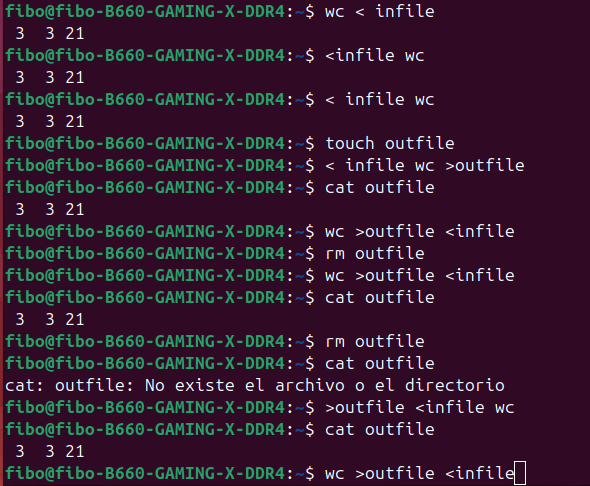 fibo@fibo-B660-GAMING-X-DDR4:~$ wc < infile
 3  3 21
fibo@fibo-B660-GAMING-X-DDR4:~$ <infile wc
 3  3 21
fibo@fibo-B660-GAMING-X-DDR4:~$ < infile wc
 3  3 21
fibo@fibo-B660-GAMING-X-DDR4:~$ touch outfile
fibo@fibo-B660-GAMING-X-DDR4:~$ < infile wc >outfile
fibo@fibo-B660-GAMING-X-DDR4:~$ cat outfile
 3  3 21
fibo@fibo-B660-GAMING-X-DDR4:~$ wc >outfile <infile
fibo@fibo-B660-GAMING-X-DDR4:~$ rm outfile
fibo@fibo-B660-GAMING-X-DDR4:~$ wc >outfile <infile
fibo@fibo-B660-GAMING-X-DDR4:~$ cat outfile
 3  3 21
fibo@fibo-B660-GAMING-X-DDR4:~$ rm outfile
fibo@fibo-B660-GAMING-X-DDR4:~$ cat outfile
cat: outfile: No existe el archivo o el directorio
fibo@fibo-B660-GAMING-X-DDR4:~$ >outfile <infile wc
fibo@fibo-B660-GAMING-X-DDR4:~$ cat outfile
 3  3 21
fibo@fibo-B660-GAMING-X-DDR4:~$ wc >outfile <infile